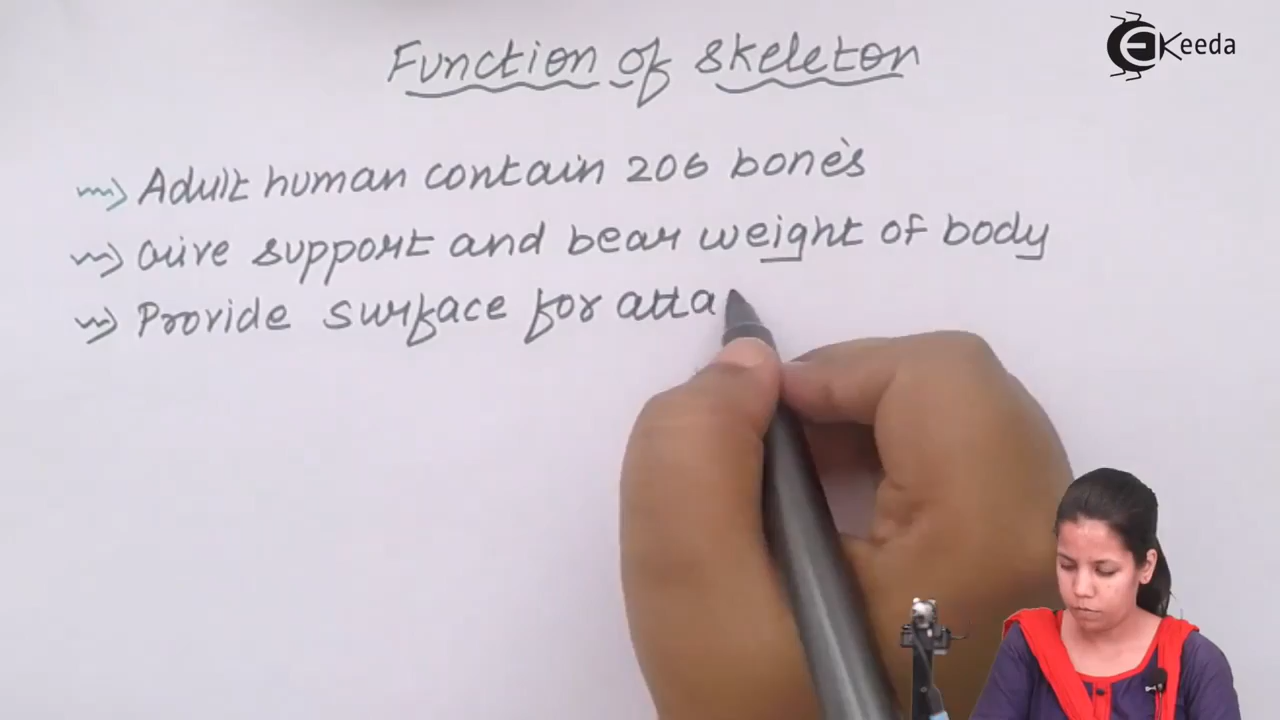 Function of skeleton
EKeeda
Adult human contain 206 bone's
Give support and bear weight of body
Provide surface for atta